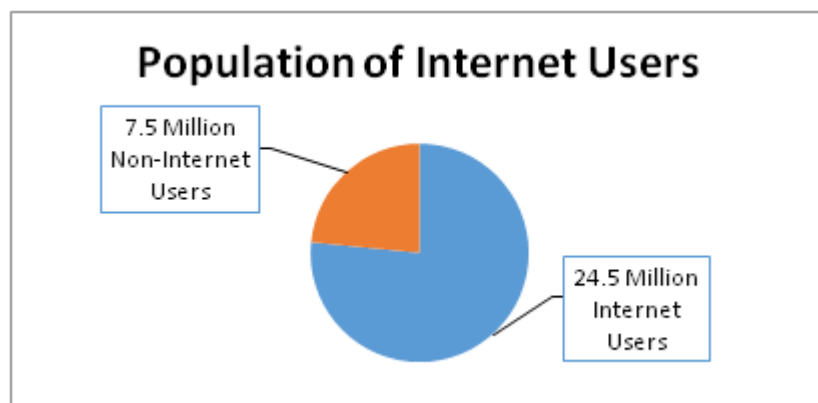 Population of Internet Users
7.5 Million
Non-Internet
Users
24.5 Million
Internet
Users